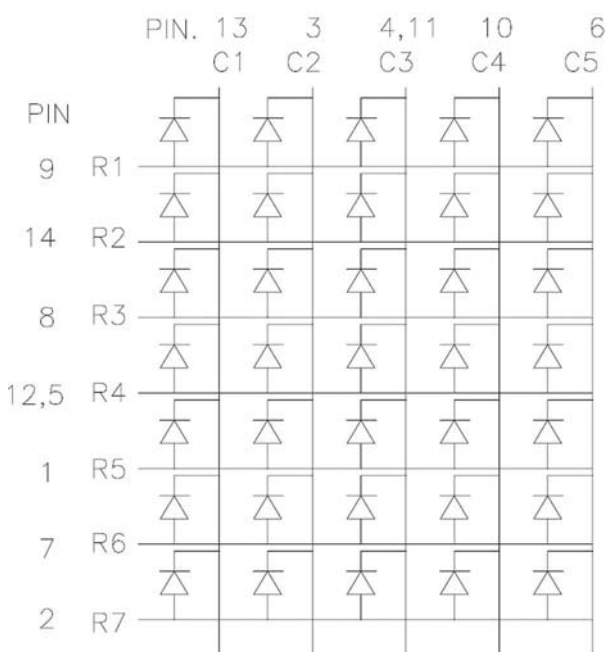 PIN. 13 3 4,11 10 6
C1 C2 C3 C4 C5
PIN
9 R1
14 R2
8 R3
12,5 R4
1 R5
7 R6
2 R7